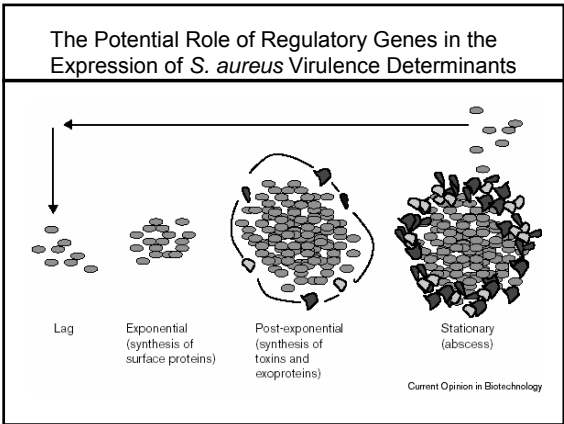 The Potential Role of Regulatory Genes in the
Expression of S. aureus Virulence Determinants
Lag
Exponential
(synthesis of
surface proteins)
Post-exponential
(synthesis of
toxins and
exoproteins)
Stationary
(abscess)
Current Opinion in Biotechnology